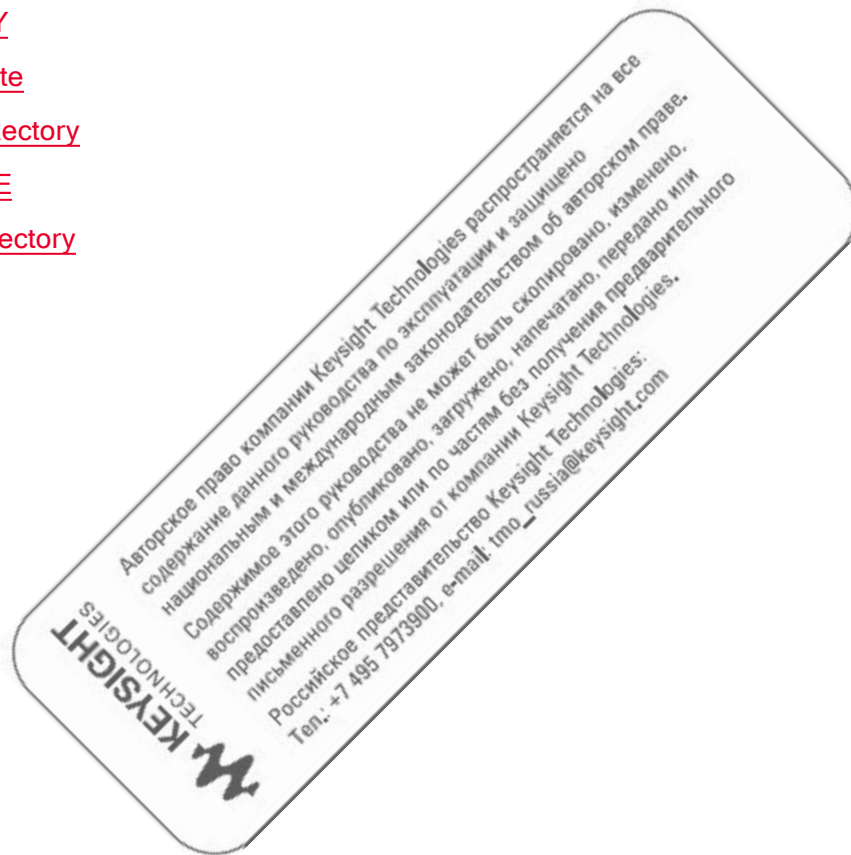 Y
te
ectory
E
ectory
Авторское право компании Keysight Technologies распространяется на все
содержание данного руководства по эксплуатации и защищено
национальным и международным законодательством об авторском праве.
Содержимое этого руководства не может быть скопировано, изменено,
воспроизведено, опубликовано, загружено, напечатано, передано или
предоставлено целиком или по частям без получения предварительного
письменного разрешения от компании Keysight Technologies.
Российское представительство Keysight Technologies:
Тел.: +7 495 7973900, e-mail: tmo_russia@keysight.com
KEYSIGHT
TECHNOLOGIES